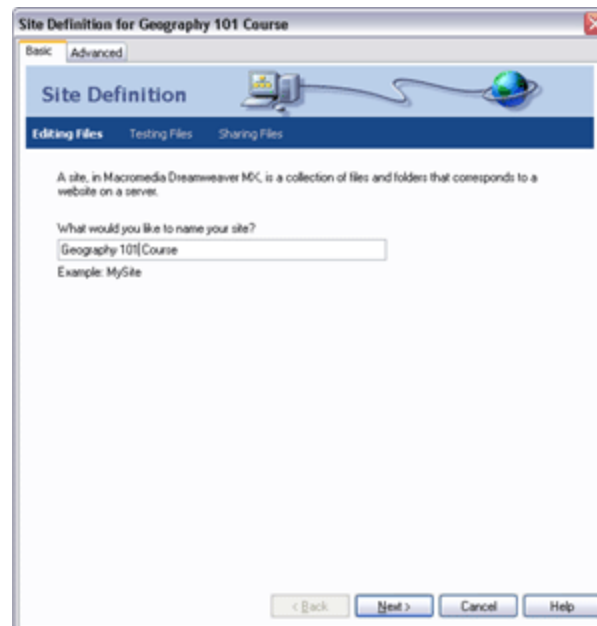 Site Definition for Geography 101 Course
Basic Advanced
Site Definition
Editing Files Testing Files Sharing Files
A site, in Macromedia Dreamweaver MX, is a collection of files and folders that corresponds to a
website on a server.
What would you like to name your site?
Geography 101 Course
Example: MySite
< Back Next > Cancel Help